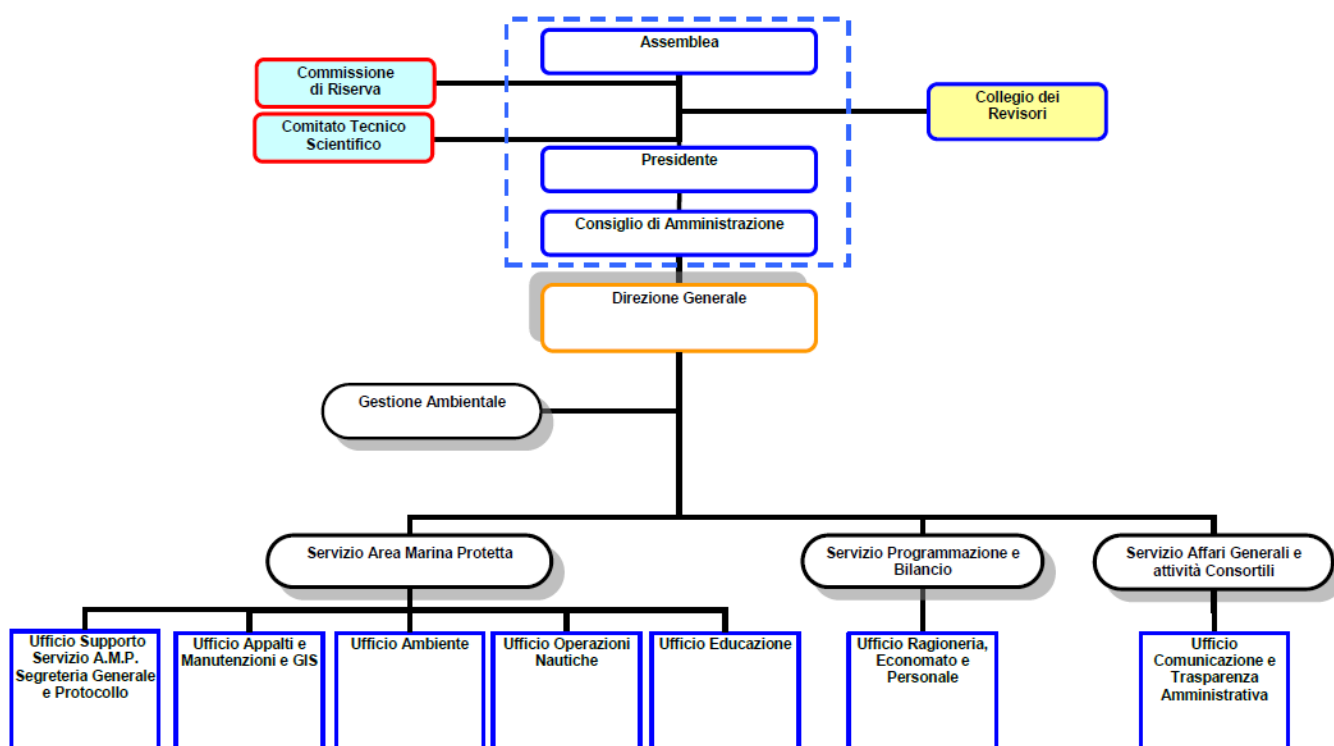 Assemblea
Commissione
di Riserva
Collegio dei
Revisori
Comitato Tecnico
Scientifico
Presidente
Consiglio di Amministrazione
Direzione Generale
Gestione Ambientale
Servizio Area Marina Protetta
Servizio Programmazione e
Bilancio
Servizio Affari Generali e
attività Consortili
Ufficio Supporto
Servizio A.M.P.
Segreteria Generale
e Protocollo
Ufficio Appalti e
Manutenzioni e GIS
Ufficio Ambiente
Ufficio Operazioni
Nautiche
Ufficio Educazione
Ufficio Ragioneria,
Economato e
Personale
Ufficio
Comunicazione e
Trasparenza
Amministrativa